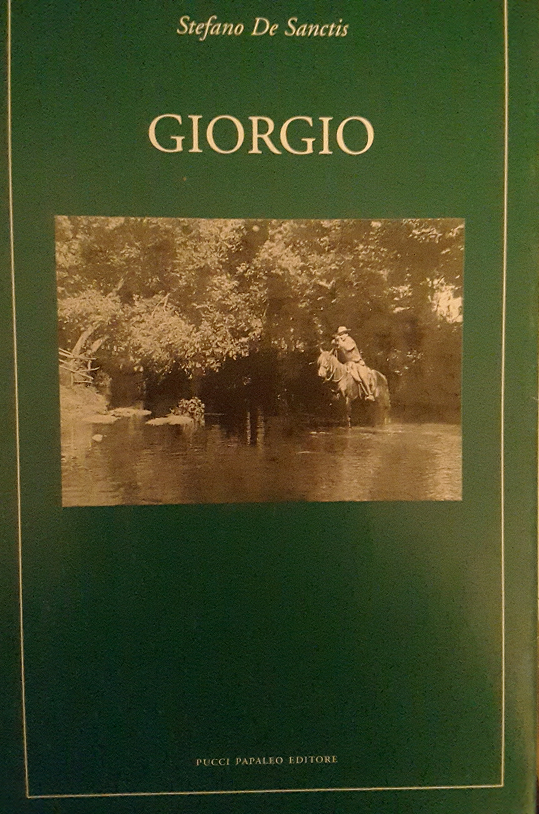 Stefano De Sanctis
GIORGIO
PUCCI PAPALEO EDITORE